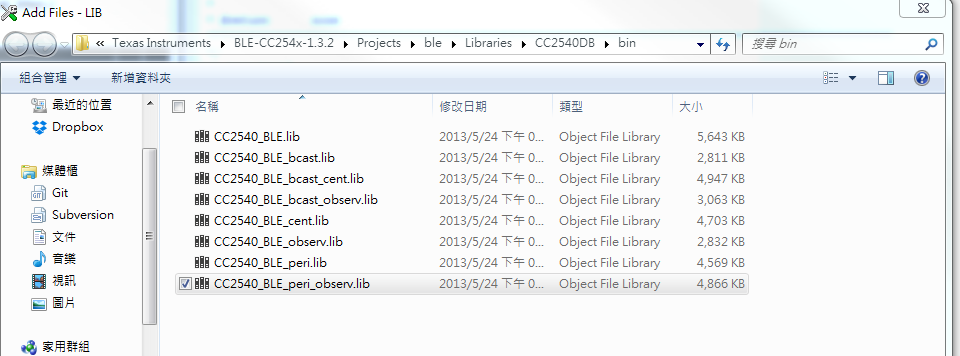 Add Files - LIB
« Texas Instruments BLE-CC254x-1.3.2 Projects ble Libraries CC2540DB bin 搜尋 bin
組合管理 新增資料夾
最近的位置
Dropbox
媒體櫃
Git
Subversion
文件
音樂
視訊
圖片
家用群組
名稱 修改日期 類型 大小
CC2540_BLE.lib 2013/5/24 下午 0... Object File Library 5,643 KB
CC2540_BLE_bcast.lib 2013/5/24 下午 0... Object File Library 2,811 KB
CC2540_BLE_bcast_cent.lib 2013/5/24 下午 0... Object File Library 4,947 KB
CC2540_BLE_bcast_observ.lib 2013/5/24 下午 0... Object File Library 3,063 KB
CC2540_BLE_cent.lib 2013/5/24 下午 0... Object File Library 4,703 KB
CC2540_BLE_observ.lib 2013/5/24 下午 0... Object File Library 2,832 KB
CC2540_BLE_peri.lib 2013/5/24 下午 0... Object File Library 4,569 KB
CC2540_BLE_peri_observ.lib 2013/5/24 下午 0... Object File Library 4,866 KB